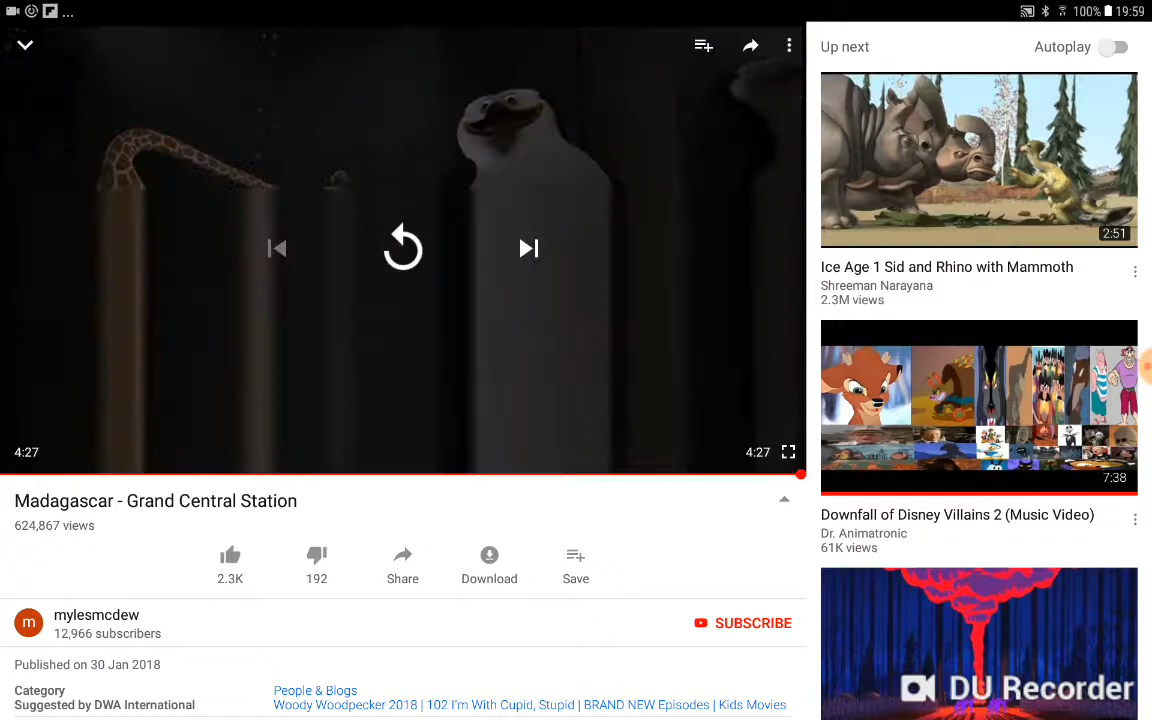 ... 100% 19:59
4:27 4:27
Madagascar - Grand Central Station
624,867 views
2.3K 192 Share Download Save
m
mylesmcdew
12,966 subscribers
SUBSCRIBE
Published on 30 Jan 2018
Category People & Blogs
Suggested by DWA International Woody Woodpecker 2018 | 102 I'm With Cupid, Stupid | BRAND NEW Episodes | Kids Movies
Up next Autoplay
2:51
Ice Age 1 Sid and Rhino with Mammoth
Shreeman Narayana
2.3M views
7:38
Downfall of Disney Villains 2 (Music Video)
Dr. Animatronic
61K views
DU Recorder